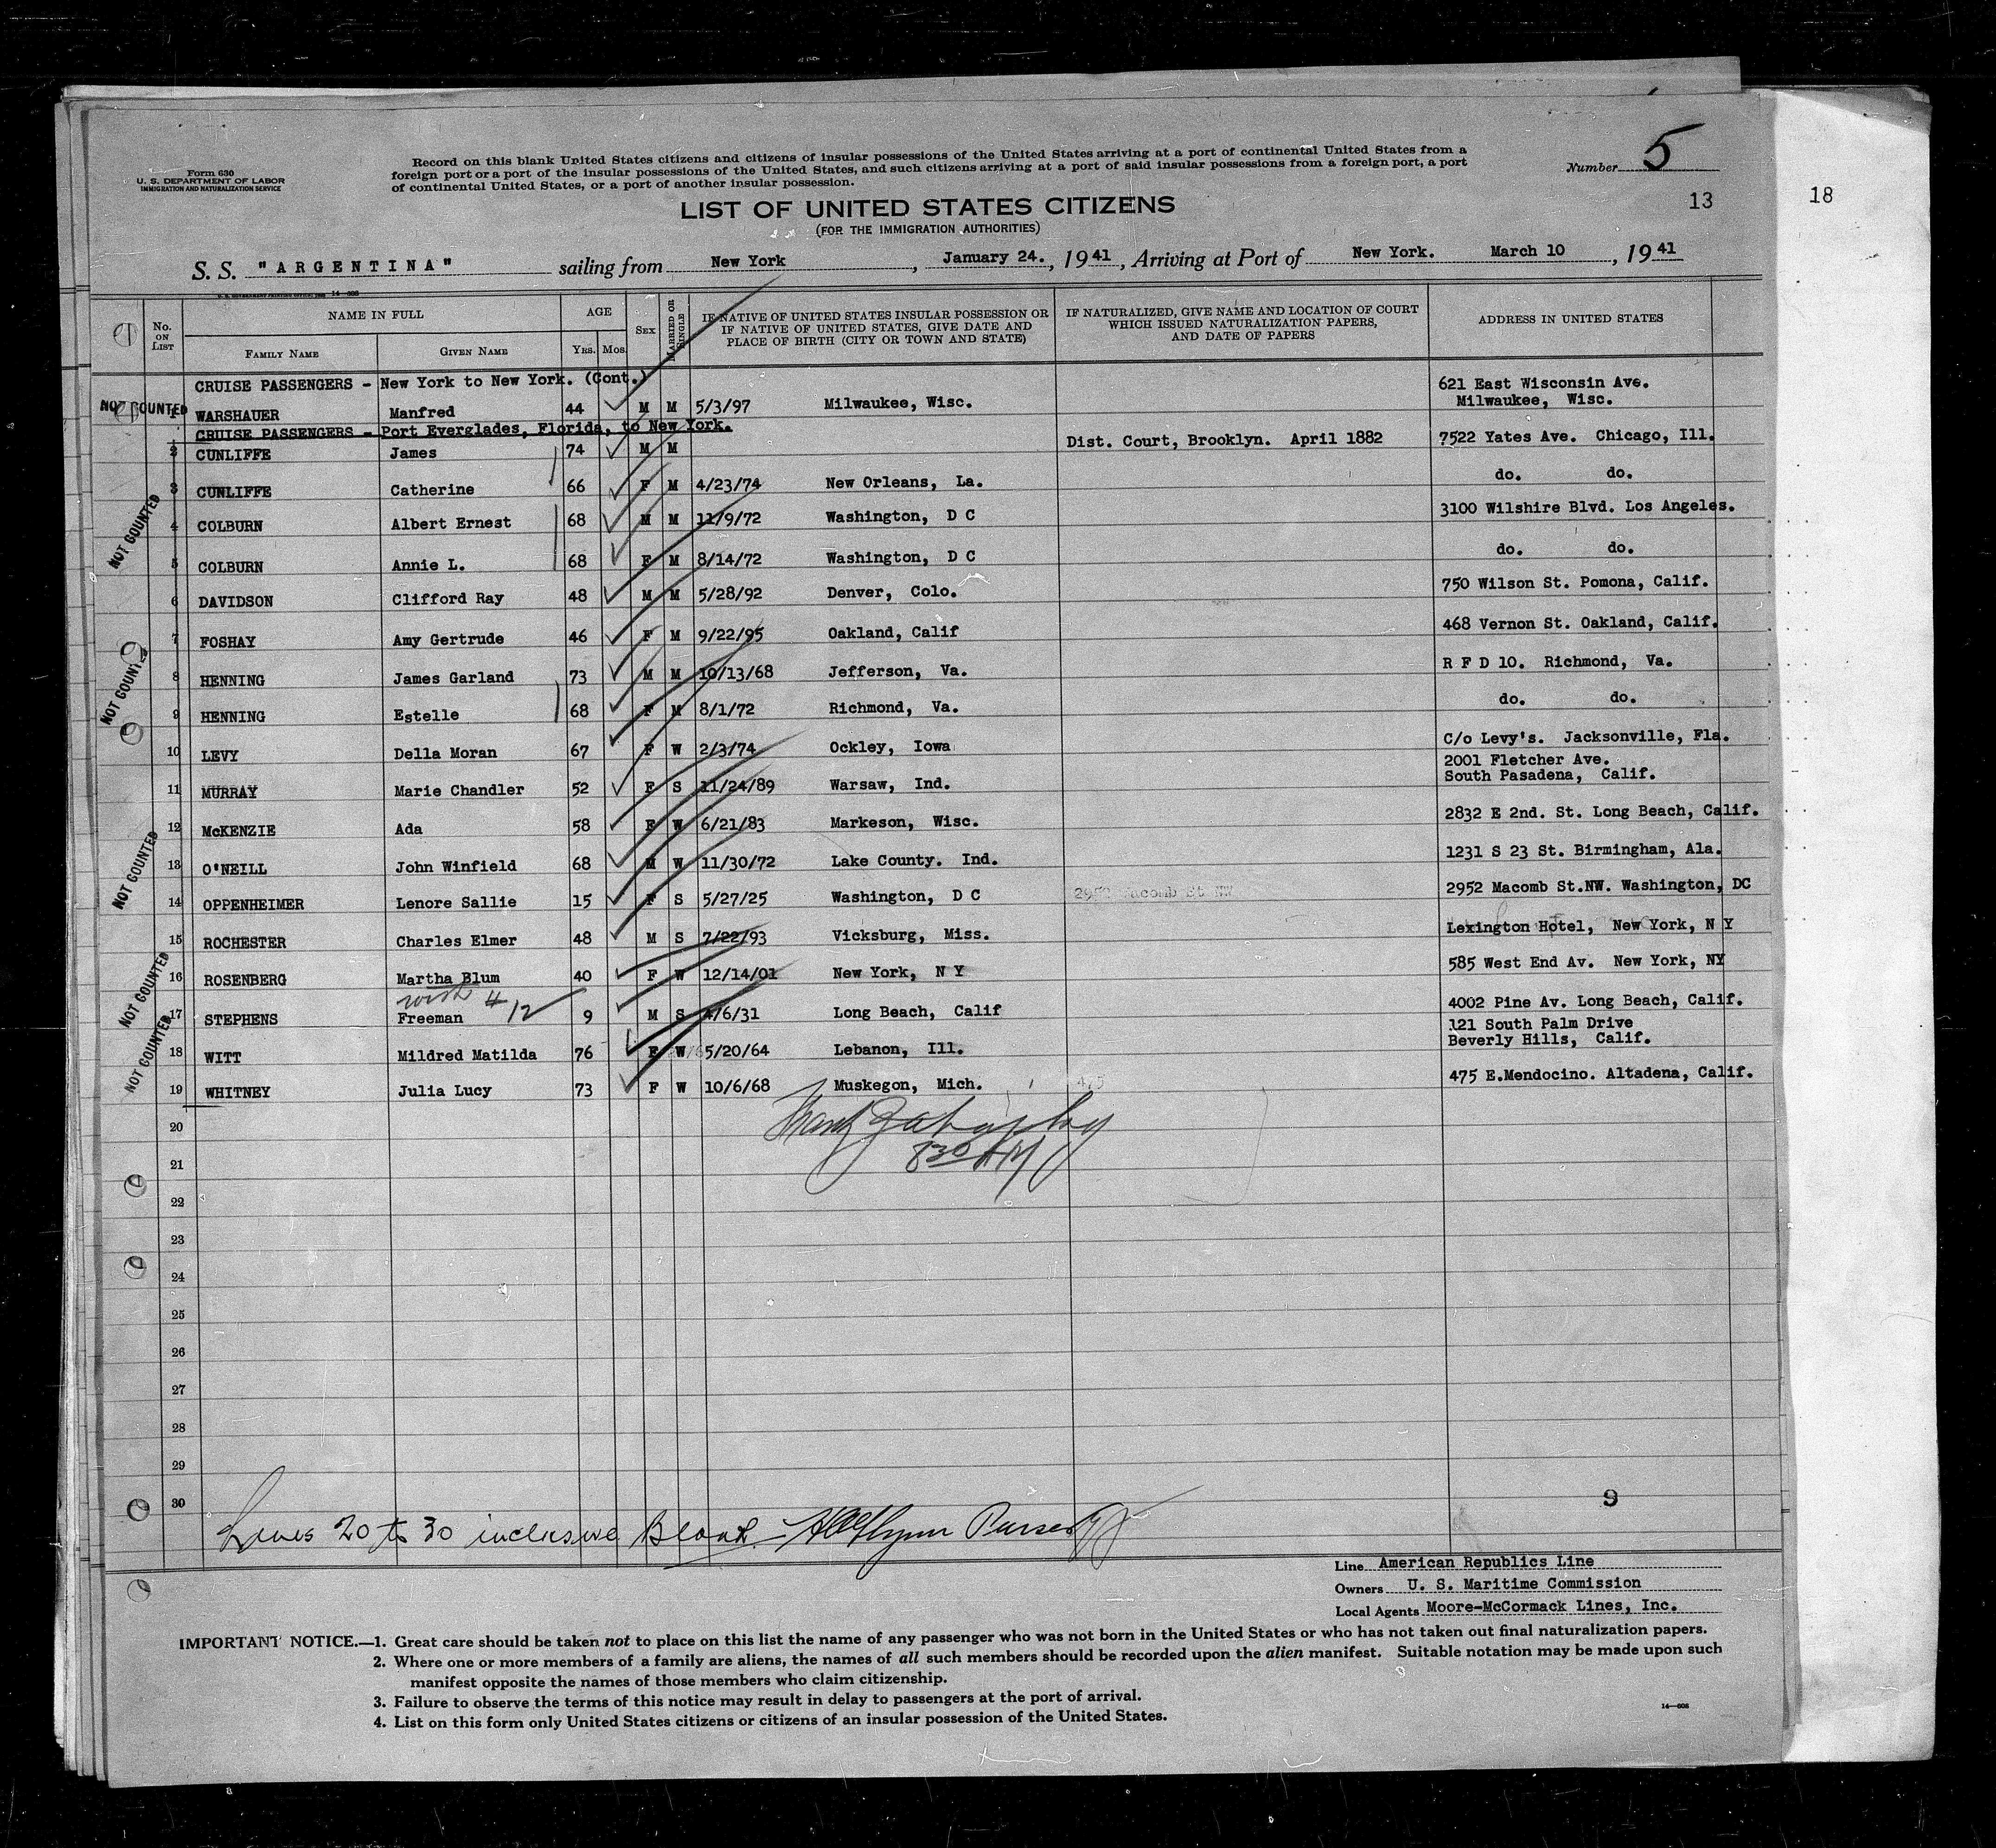 Form 630
U. S. DEPARTMENT OF LABOR
IMMIGRATION AND NATURALIZATION SERVICE
Record on this blank United States citizens and citizens of insular possessions of the United States arriving at a port of continental United States from a
foreign port or a port of the insular possessions of the United States, and such citizens arriving at a port of said insular possessions from a foreign port, a port
of continental United States, or a port of another insular possession.
Number 5
13
18
LIST OF UNITED STATES CITIZENS
(FOR THE IMMIGRATION AUTHORITIES)
S. S. "ARGENTINA" sailing from New York, January 24., 1941, Arriving at Port of New York. March 10, 1941
No. ON LIST
NAME IN FULL
FAMILY NAME
GIVEN NAME
AGE
YRS. MOS.
SEX
MARRIED OR SINGLE
IF NATIVE OF UNITED STATES INSULAR POSSESSION OR
IF NATIVE OF UNITED STATES, GIVE DATE AND
PLACE OF BIRTH (CITY OR TOWN AND STATE)
IF NATURALIZED, GIVE NAME AND LOCATION OF COURT
WHICH ISSUED NATURALIZATION PAPERS,
AND DATE OF PAPERS
ADDRESS IN UNITED STATES
CRUISE PASSENGERS - New York to New York. (Cont.)
NOT COUNTED 1 WARSHAUER Manfred 44 M M 5/3/97 Milwaukee, Wisc. 621 East Wisconsin Ave.
Milwaukee, Wisc.
CRUISE PASSENGERS - Port Everglades, Florida, to New York.
2 CUNLIFFE James 74 M M Dist. Court, Brooklyn. April 1882 7522 Yates Ave. Chicago, Ill.
3 CUNLIFFE Catherine 66 F M 4/23/74 New Orleans, La. do. do.
NOT COUNTED
4 COLBURN Albert Ernest 68 M M 11/9/72 Washington, D C 3100 Wilshire Blvd. Los Angeles.
5 COLBURN Annie L. 68 F M 8/14/72 Washington, D C do. do.
6 DAVIDSON Clifford Ray 48 M M 5/28/92 Denver, Colo. 750 Wilson St. Pomona, Calif.
7 FOSHAY Amy Gertrude 46 F M 9/22/95 Oakland, Calif 468 Vernon St. Oakland, Calif.
NOT COUNTED
8 HENNING James Garland 73 M M 10/13/68 Jefferson, Va. R F D 10. Richmond, Va.
9 HENNING Estelle 68 F M 8/1/72 Richmond, Va. do. do.
10 LEVY Della Moran 67 F W 2/3/74 Ockley, Iowa C/o Levy's. Jacksonville, Fla.
11 MURRAY Marie Chandler 52 F S 11/24/89 Warsaw, Ind. 2001 Fletcher Ave.
South Pasadena, Calif.
12 McKENZIE Ada 58 F W 6/21/83 Markeson, Wisc. 2832 E 2nd. St. Long Beach, Calif.
NOT COUNTED
13 O'NEILL John Winfield 68 M W 11/30/72 Lake County. Ind. 1231 S 23 St. Birmingham, Ala.
14 OPPENHEIMER Lenore Sallie 15 F S 5/27/25 Washington, D C 2952 Macomb St NW 2952 Macomb St.NW. Washington, DC
15 ROCHESTER Charles Elmer 48 M S 7/22/93 Vicksburg, Miss. Lexington Hotel, New York, N Y
NOT COUNTED
16 ROSENBERG Martha Blum 40 F W 12/14/01 New York, N Y 585 West End Av. New York, NY
with # 12
17 STEPHENS Freeman 9 M S 4/6/31 Long Beach, Calif 4002 Pine Av. Long Beach, Calif.
NOT COUNTED
18 WITT Mildred Matilda 76 F W 5/20/64 Lebanon, Ill. 121 South Palm Drive
Beverly Hills, Calif.
19 WHITNEY Julia Lucy 73 F W 10/6/68 Muskegon, Mich. 475 475 E.Mendocino. Altadena, Calif.
20
830 AM
21
22
23
24
25
26
27
28
29
30
9
Lines 20 to 30 inclusive Blank. Purser
Line American Republics Line
Owners U. S. Maritime Commission
Local Agents Moore-McCormack Lines, Inc.
IMPORTANT NOTICE.—1. Great care should be taken not to place on this list the name of any passenger who was not born in the United States or who has not taken out final naturalization papers.
2. Where one or more members of a family are aliens, the names of all such members should be recorded upon the alien manifest. Suitable notation may be made upon such
manifest opposite the names of those members who claim citizenship.
3. Failure to observe the terms of this notice may result in delay to passengers at the port of arrival.
4. List on this form only United States citizens or citizens of an insular possession of the United States.
14—608